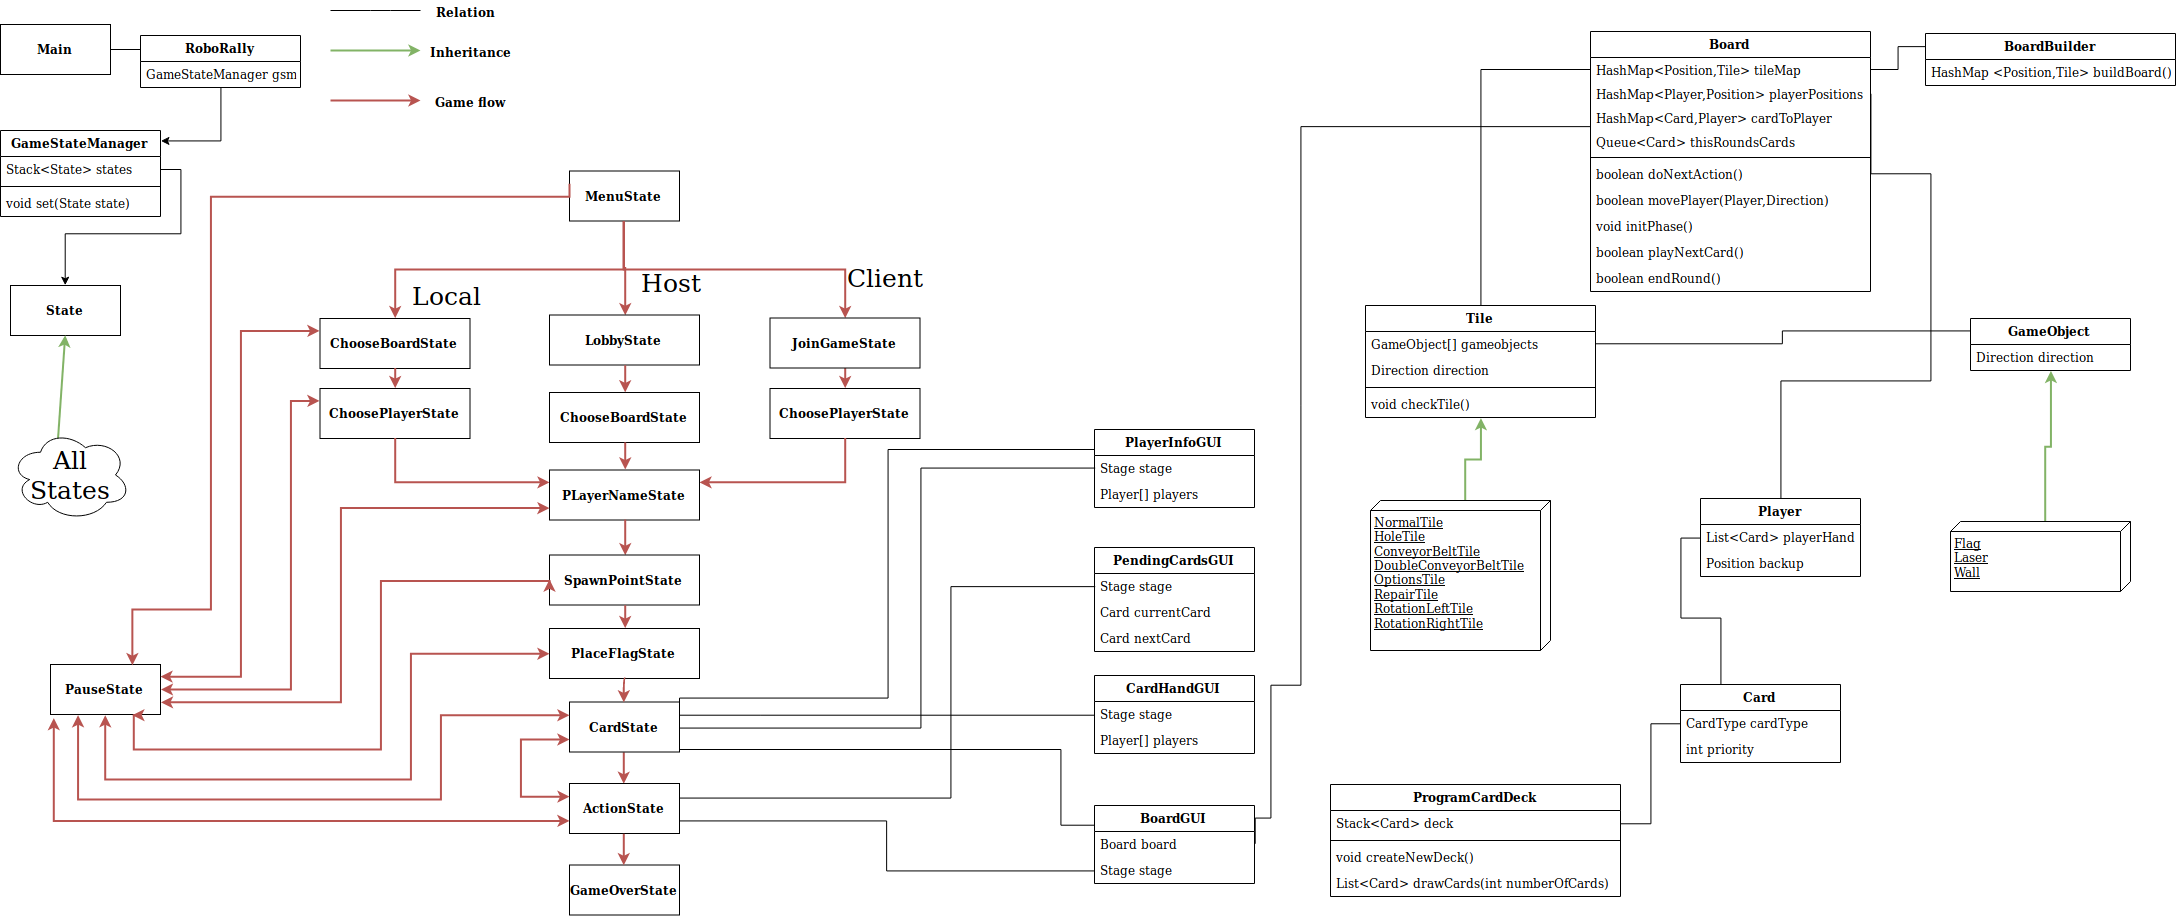 Relation
Inheritance
Game flow
Main
RoboRally
GameStateManager gsm
GameStateManager
Stack<State> states
void set(State state)
State
All
States
MenuState
Local
Host
Client
ChooseBoardState
LobbyState
JoinGameState
ChoosePlayerState
ChooseBoardState
ChoosePlayerState
PLayerNameState
SpawnPointState
PlaceFlagState
PauseState
CardState
ActionState
GameOverState
PlayerInfoGUI
Stage stage
Player[] players
PendingCardsGUI
Stage stage
Card currentCard
Card nextCard
CardHandGUI
Stage stage
Player[] players
BoardGUI
Board board
Stage stage
Board
HashMap<Position,Tile> tileMap
HashMap<Player,Position> playerPositions
HashMap<Card,Player> cardToPlayer
Queue<Card> thisRoundsCards
boolean doNextAction()
boolean movePlayer(Player,Direction)
void initPhase()
boolean playNextCard()
boolean endRound()
BoardBuilder
HashMap <Position,Tile> buildBoard()
Tile
GameObject[] gameobjects
Direction direction
void checkTile()
GameObject
Direction direction
NormalTile
HoleTile
ConveyorBeltTile
DoubleConveyorBeltTile
OptionsTile
RepairTile
RotationLeftTile
RotationRightTile
Player
List<Card> playerHand
Position backup
Flag
Laser
Wall
Card
CardType cardType
int priority
ProgramCardDeck
Stack<Card> deck
void createNewDeck()
List<Card> drawCards(int numberOfCards)